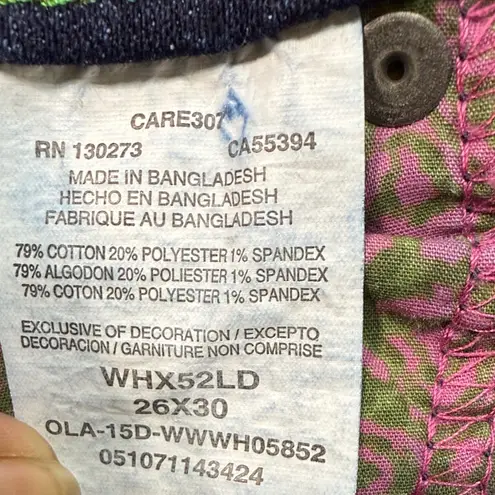 CARE307
RN 130273 CA55394
MADE IN BANGLADESH
HECHO EN BANGLADESH
FABRIQUE AU BANGLADESH
79% COTTON 20% POLYESTER 1% SPANDEX
79% ALGODON 20% POLIESTER 1% SPANDEX
79% COTON 20% POLYESTER 1% SPANDEX
EXCLUSIVE OF DECORATION / EXCEPTO
DECORACION / GARNITURE NON COMPRISE
WHX52LD
26X30
OLA-15D-WWWH05852
051071143424